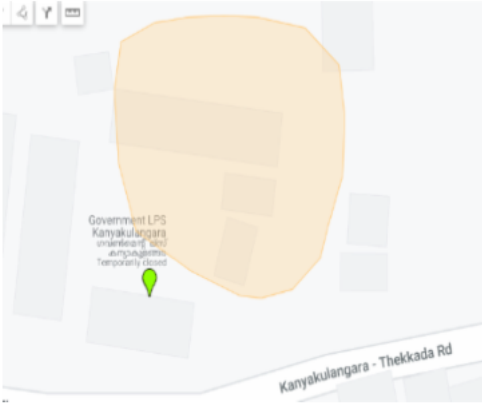 Government LPS
Kanyakulangara
Temporarily closed
Kanyakulangara - Thekkada Rd